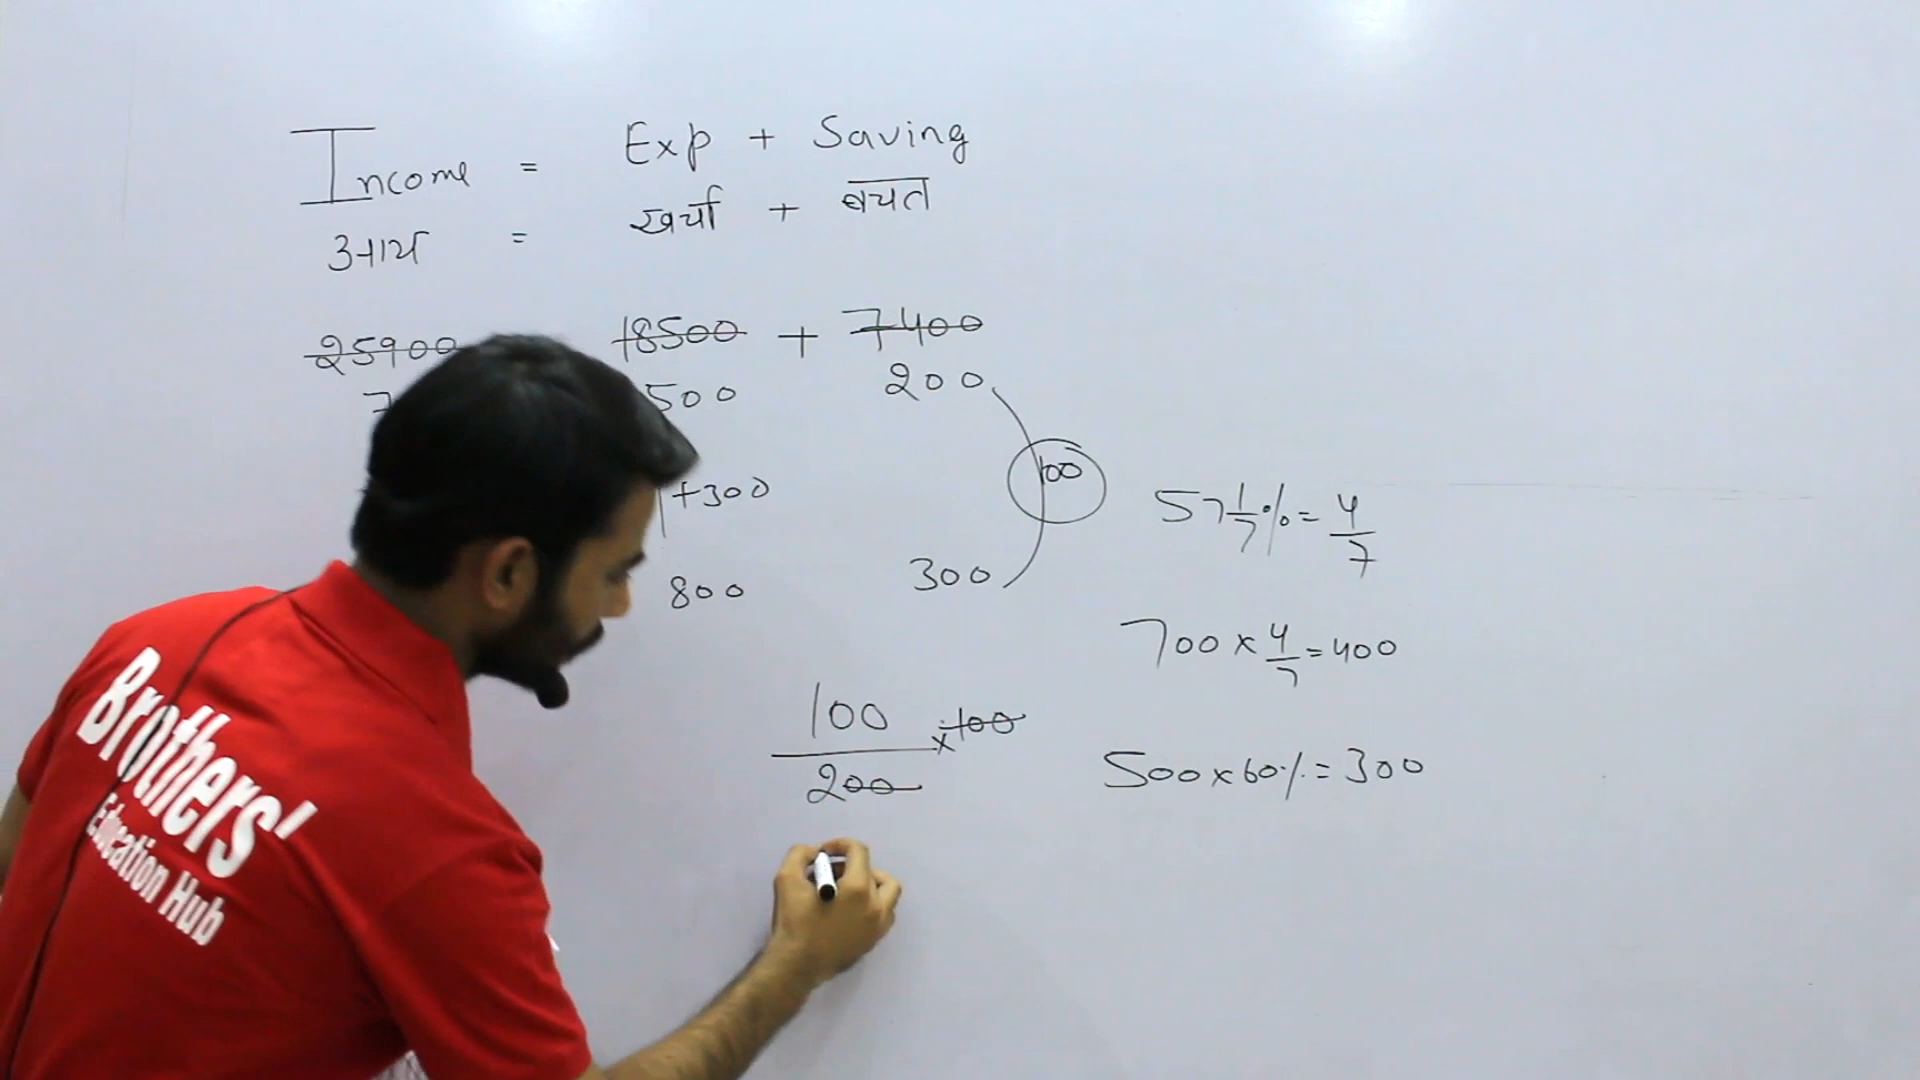 Income = Exp + Saving
आय = खर्चा + बचत
25900 18500 + 7400
7 500 200
100
+300
800 300
57 1/7 % = 4/7
700 x 4/7 = 400
100/200 x 100
500 x 60% = 300
Brothers'
Education Hub